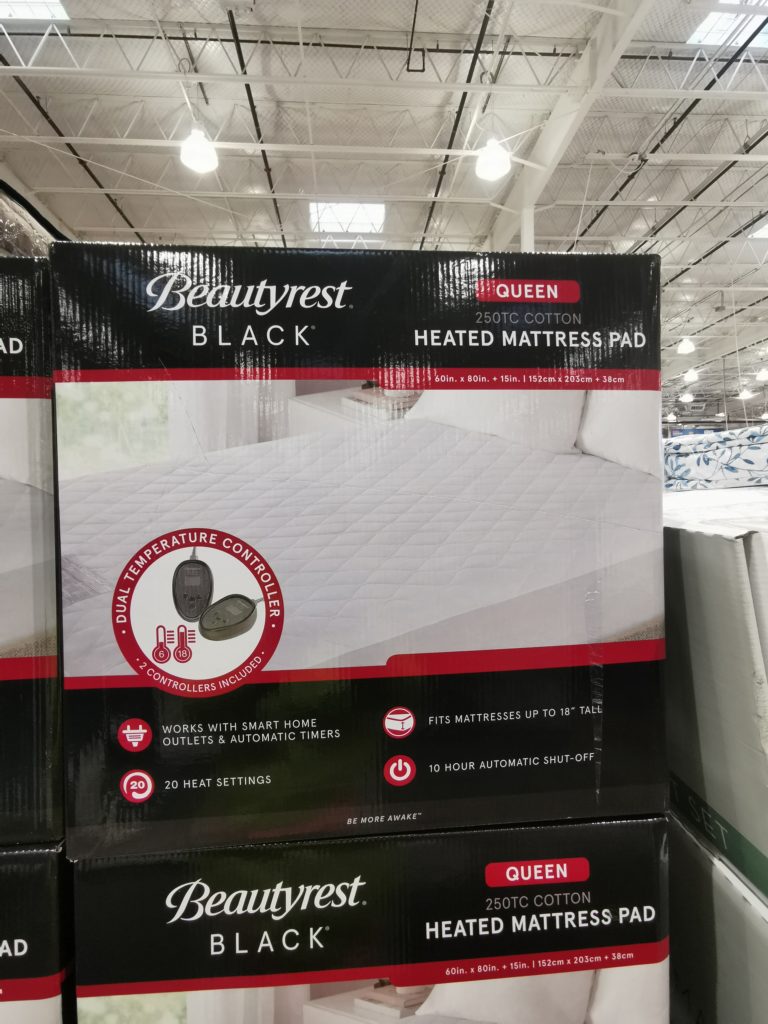 Beautyrest
BLACK
QUEEN
250TC COTTON
HEATED MATTRESS PAD
60in. x 80in. + 15in. | 152cm x 203cm + 38cm
AD
• DUAL TEMPERATURE CONTROLLER •
6 18
• 2 CONTROLLERS INCLUDED •
WORKS WITH SMART HOME
OUTLETS & AUTOMATIC TIMERS
FITS MATTRESSES UP TO 18" TALL
20
20 HEAT SETTINGS
10 HOUR AUTOMATIC SHUT-OFF
BE MORE AWAKE™
Beautyrest
BLACK
QUEEN
250TC COTTON
HEATED MATTRESS PAD
60in. x 80in. + 15in. | 152cm x 203cm + 38cm
AD
SET